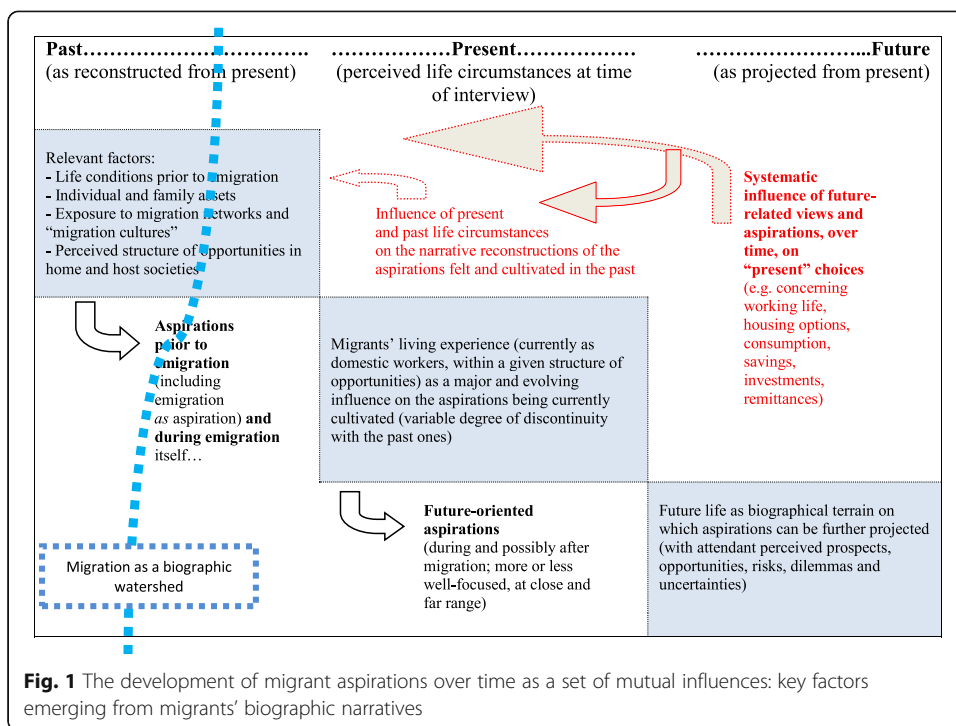 Past…………………………….
(as reconstructed from present)
………………Present………………
(perceived life circumstances at time
of interview)
…………………...Future
(as projected from present)
Relevant factors:
- Life conditions prior to emigration
- Individual and family assets
- Exposure to migration networks and
“migration cultures”
- Perceived structure of opportunities in
home and host societies
Influence of present
and past life circumstances
on the narrative reconstructions of the
aspirations felt and cultivated in the past
Systematic
influence of future-
related views and
aspirations, over
time, on
“present” choices
(e.g. concerning
working life,
housing options,
consumption,
savings,
investments,
remittances)
Aspirations
prior to
emigration
(including
emigration
as aspiration) and
during emigration
itself…
Migrants’ living experience (currently as
domestic workers, within a given structure of
opportunities) as a major and evolving
influence on the aspirations being currently
cultivated (variable degree of discontinuity
with the past ones)
Future-oriented
aspirations
(during and possibly after
migration; more or less
well-focused, at close and
far range)
Future life as biographical terrain on
which aspirations can be further projected
(with attendant perceived prospects,
opportunities, risks, dilemmas and
uncertainties)
Migration as a biographic
watershed
Fig. 1 The development of migrant aspirations over time as a set of mutual influences: key factors
emerging from migrants’ biographic narratives